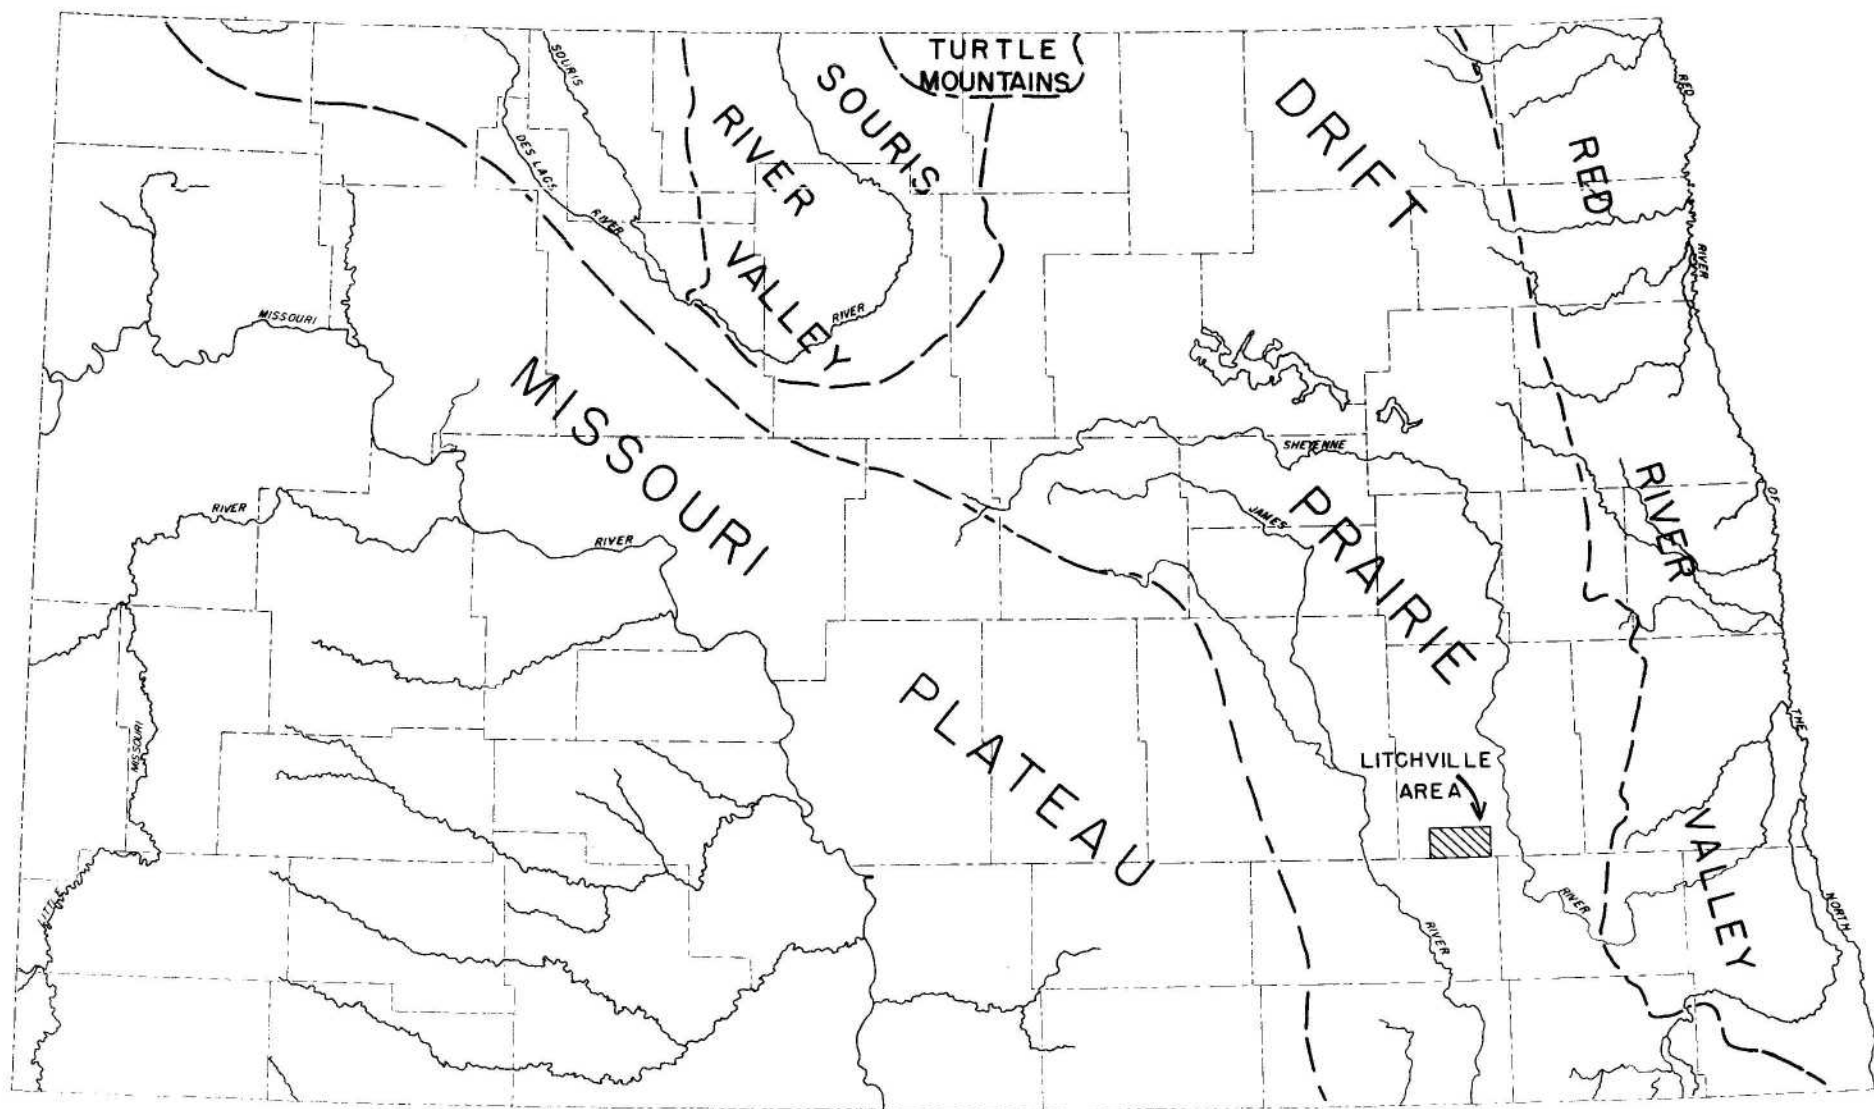 TURTLE
MOUNTAINS
SOURIS
RIVER
VALLEY
SOURIS
DES LACS
RIVER
RIVER
DRIFT
PRAIRIE
RED
RIVER
VALLEY
RED
RIVER
OF
THE
NORTH
MISSOURI
PLATEAU
MISSOURI
RIVER
RIVER
MISSOURI
LITTLE
SHEYENNE
RIVER
JAMES
RIVER
LITCHVILLE
AREA